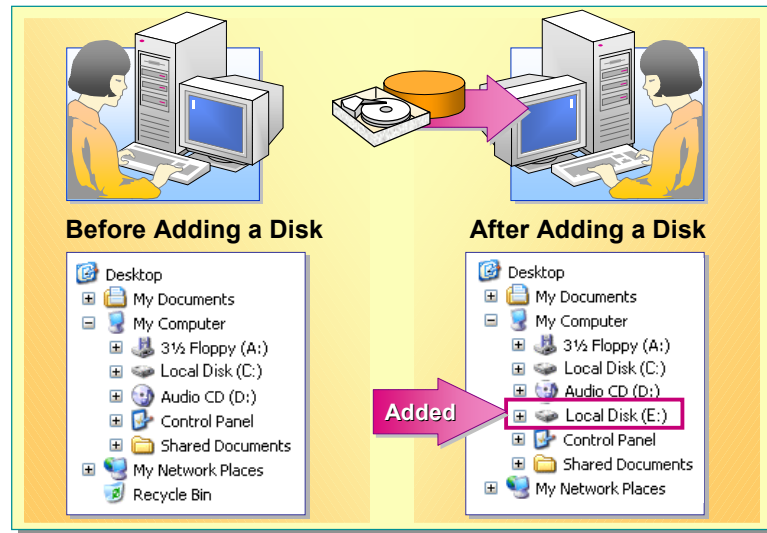 Before Adding a Disk
Desktop
My Documents
My Computer
3½ Floppy (A:)
Local Disk (C:)
Audio CD (D:)
Control Panel
Shared Documents
My Network Places
Recycle Bin
After Adding a Disk
Desktop
My Documents
My Computer
3½ Floppy (A:)
Local Disk (C:)
Audio CD (D:)
Added
Local Disk (E:)
Control Panel
Shared Documents
My Network Places